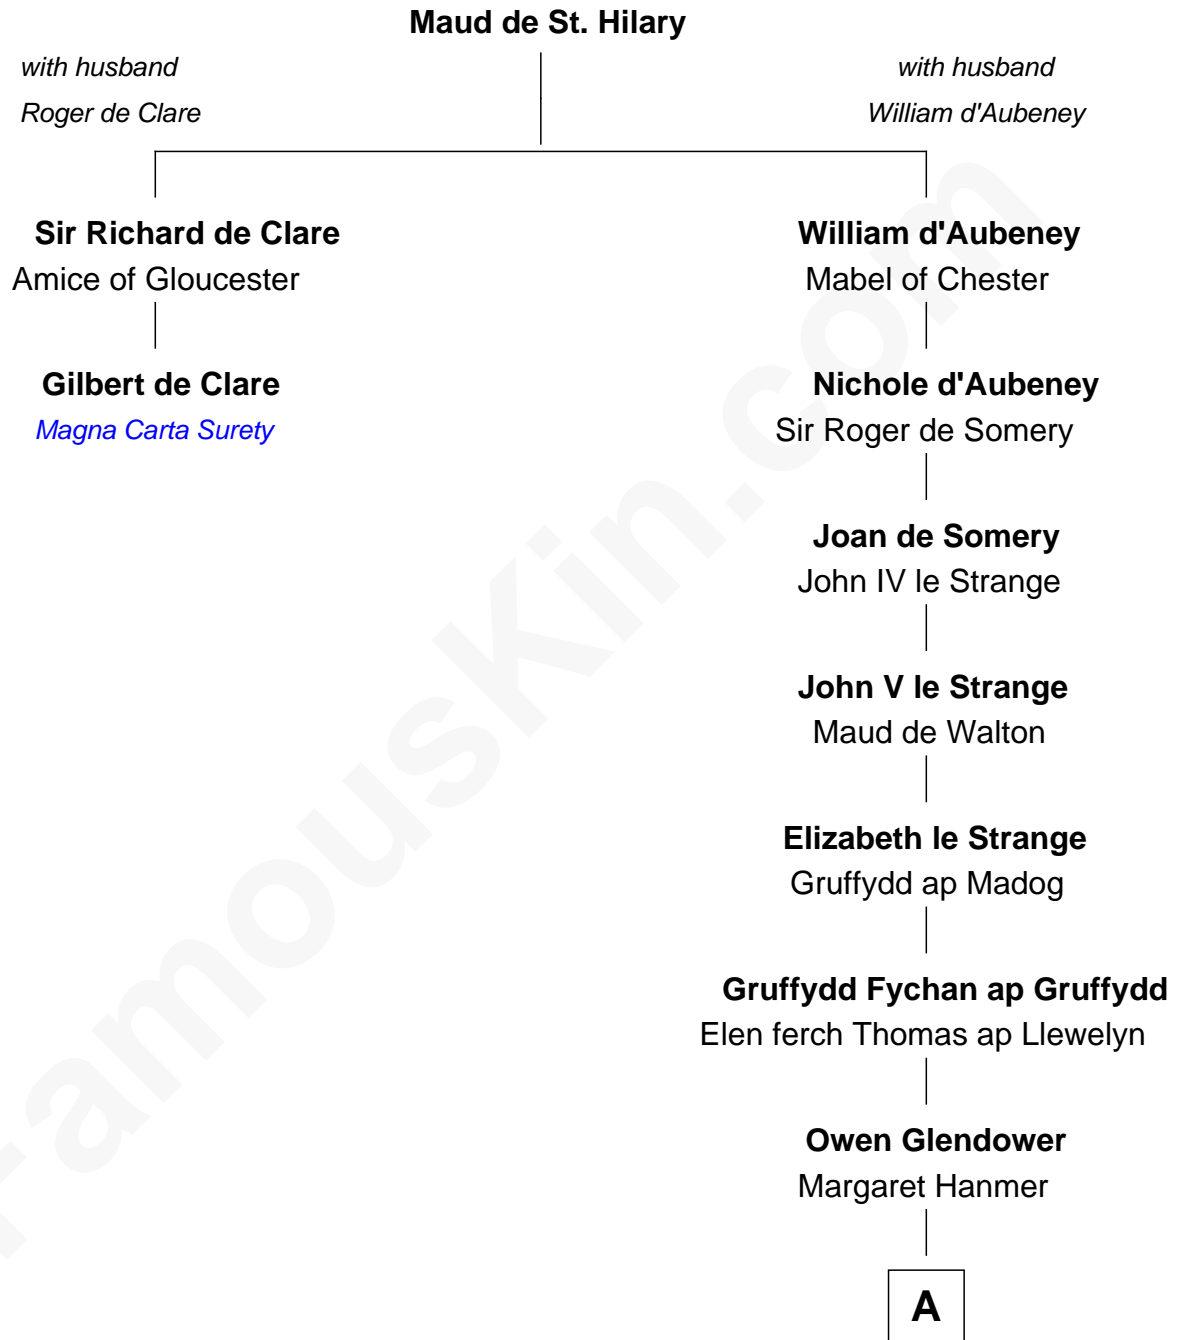 Maud de St. Hilary
with husband
Roger de Clare
with husband
William d'Aubeney
Sir Richard de Clare
Amice of Gloucester
Gilbert de Clare
Magna Carta Surety
William d'Aubeney
Mabel of Chester
Nichole d'Aubeney
Sir Roger de Somery
Joan de Somery
John IV le Strange
John V le Strange
Maud de Walton
Elizabeth le Strange
Gruffydd ap Madog
Gruffydd Fychan ap Gruffydd
Elen ferch Thomas ap Llewelyn
Owen Glendower
Margaret Hanmer
A
FamousKin.com